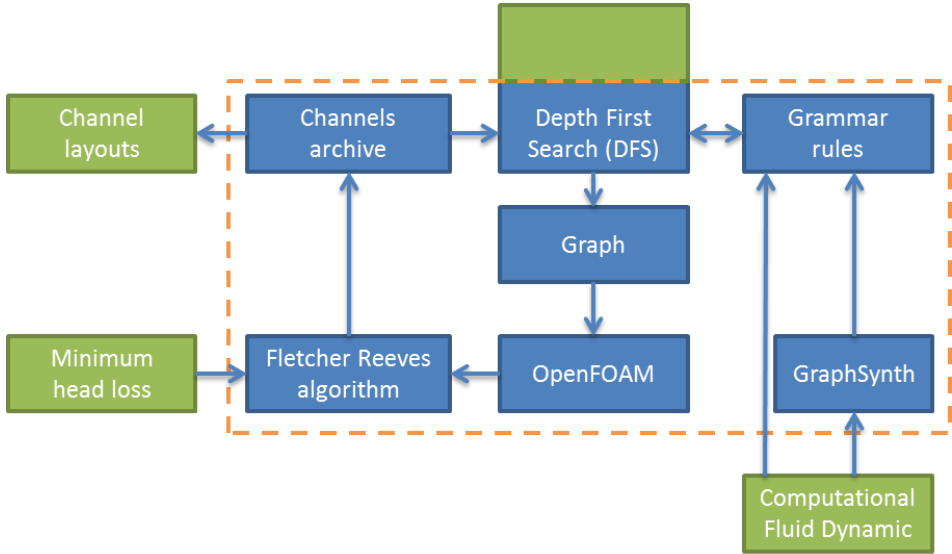 Channel
layouts
Channels
archive
Depth First
Search (DFS)
Grammar
rules
Graph
Minimum
head loss
Fletcher Reeves
algorithm
OpenFOAM
GraphSynth
Computational
Fluid Dynamic